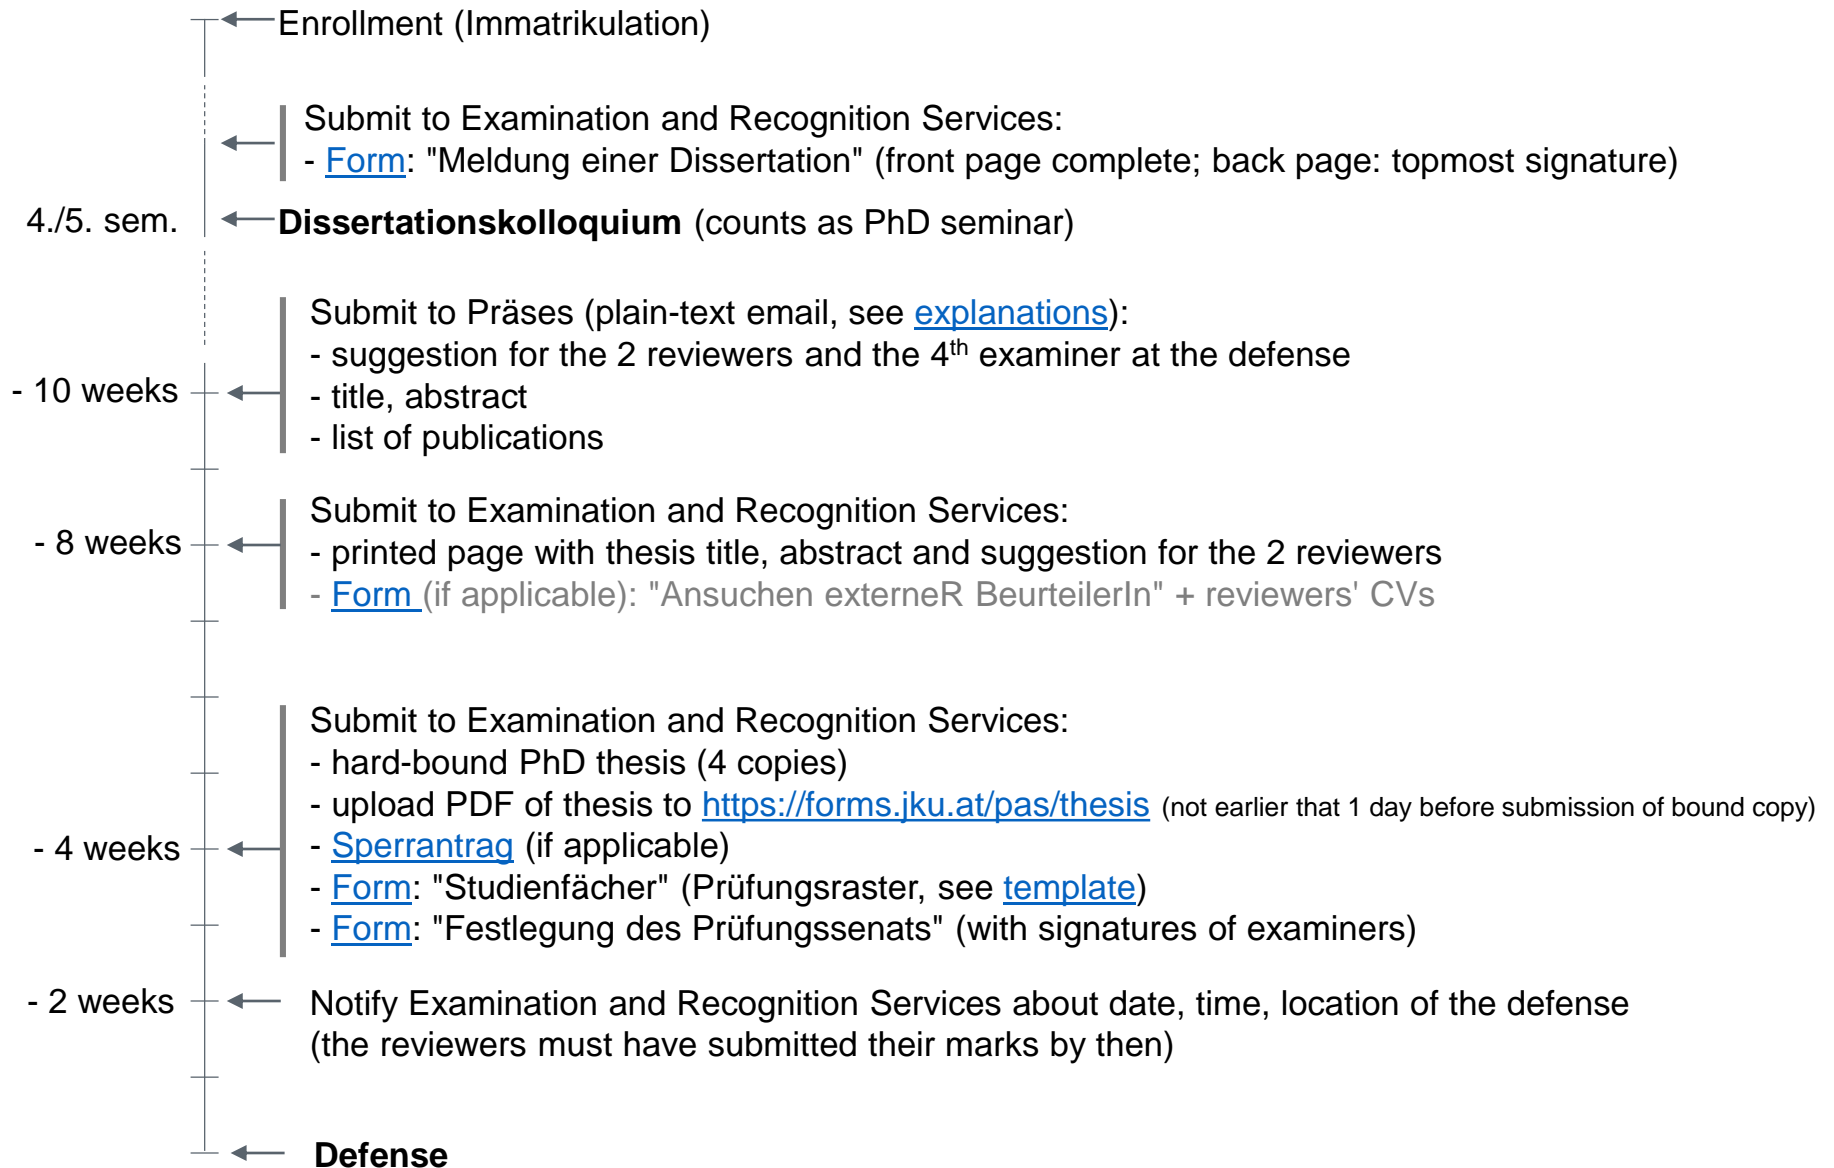 Enrollment (Immatrikulation)
Submit to Examination and Recognition Services:
- Form: "Meldung einer Dissertation" (front page complete; back page: topmost signature)
4./5. sem.
Dissertationskolloquium (counts as PhD seminar)
Submit to Präses (plain-text email, see explanations):
- suggestion for the 2 reviewers and the 4th examiner at the defense
- 10 weeks
- title, abstract
- list of publications
Submit to Examination and Recognition Services:
- 8 weeks
- printed page with thesis title, abstract and suggestion for the 2 reviewers
- Form (if applicable): "Ansuchen externeR BeurteilerIn" + reviewers' CVs
Submit to Examination and Recognition Services:
- hard-bound PhD thesis (4 copies)
- upload PDF of thesis to https://forms.jku.at/pas/thesis (not earlier that 1 day before submission of bound copy)
- 4 weeks
- Sperrantrag (if applicable)
- Form: "Studienfächer" (Prüfungsraster, see template)
- Form: "Festlegung des Prüfungssenats" (with signatures of examiners)
- 2 weeks
Notify Examination and Recognition Services about date, time, location of the defense
(the reviewers must have submitted their marks by then)
Defense